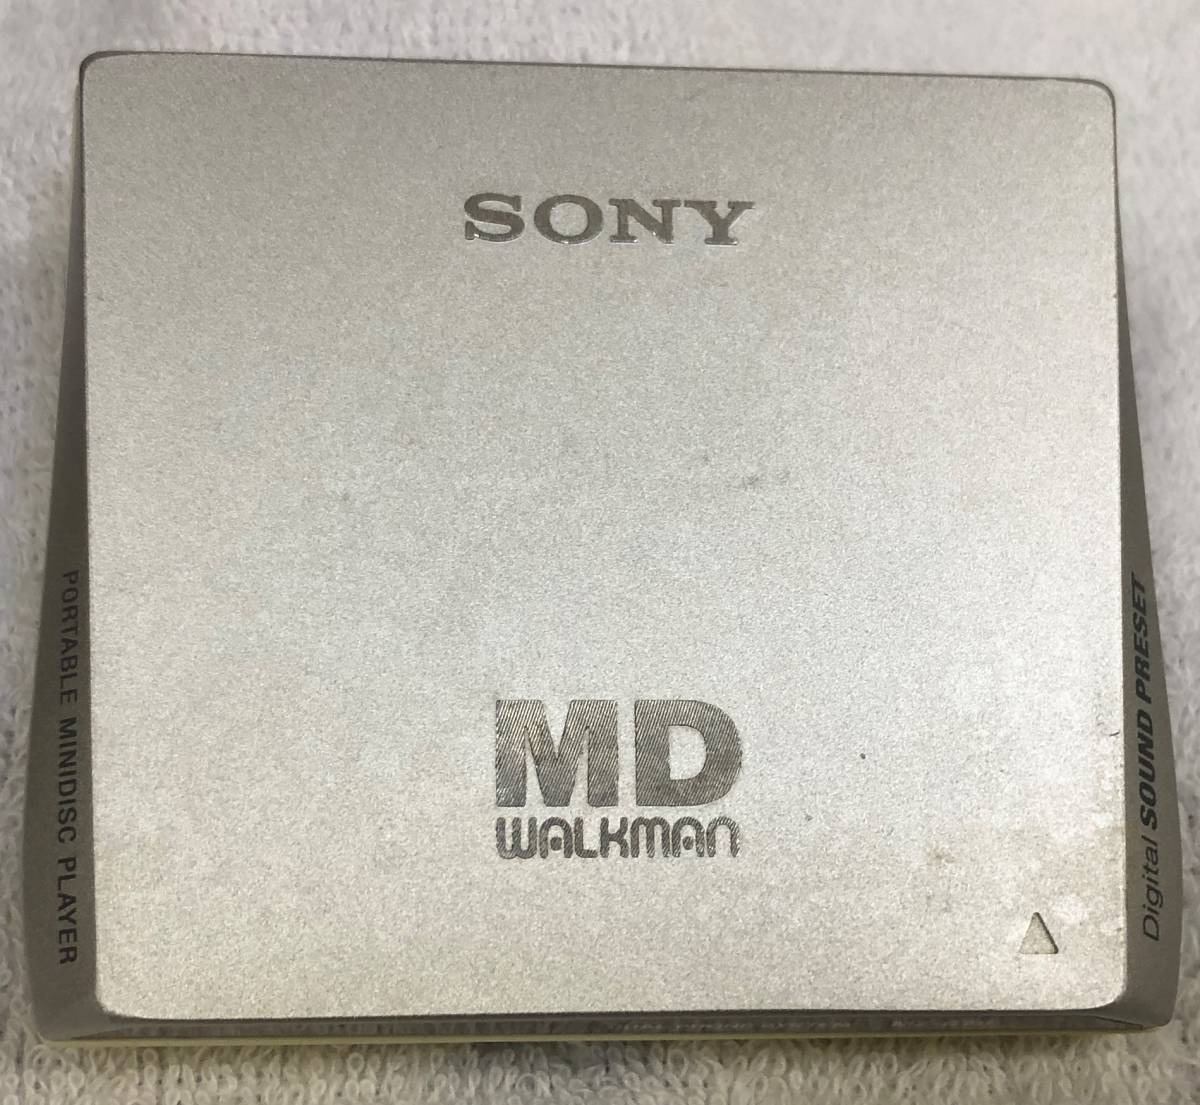 SONY
MD
WALKMAN
PORTABLE MINIDISC PLAYER
Digital SOUND PRESET